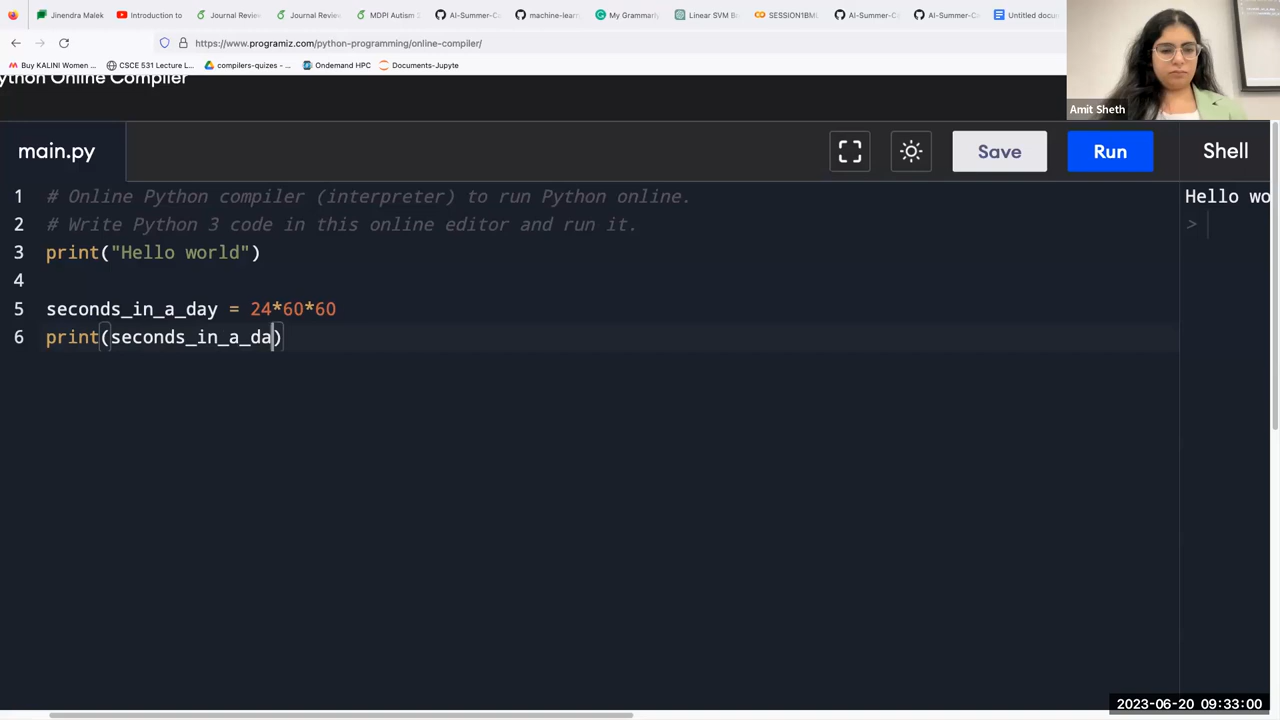 Jinendra Malek
Introduction to
Journal Review
Journal Review
MDPI Autism
AI-Summer-Ca
machine-learn
My Grammarly
Linear SVM
SESSION1BM
AI-Summer-Ca
AI-Summer-Ca
Untitled docu
https://www.programiz.com/python-programming/online-compiler/
Buy KALINI Women ...
CSCE 531 Lecture L...
compilers-quizes - ...
Ondemand HPC
Documents-Jupyte
ython Online Compiler
Amit Sheth
main.py
Save
Run
Shell
1 # Online Python compiler (interpreter) to run Python online.
2 # Write Python 3 code in this online editor and run it.
3 print("Hello world")
4
5 seconds_in_a_day = 24*60*60
6 print(seconds_in_a_da)
Hello wo
>
2023-06-20 09:33:00